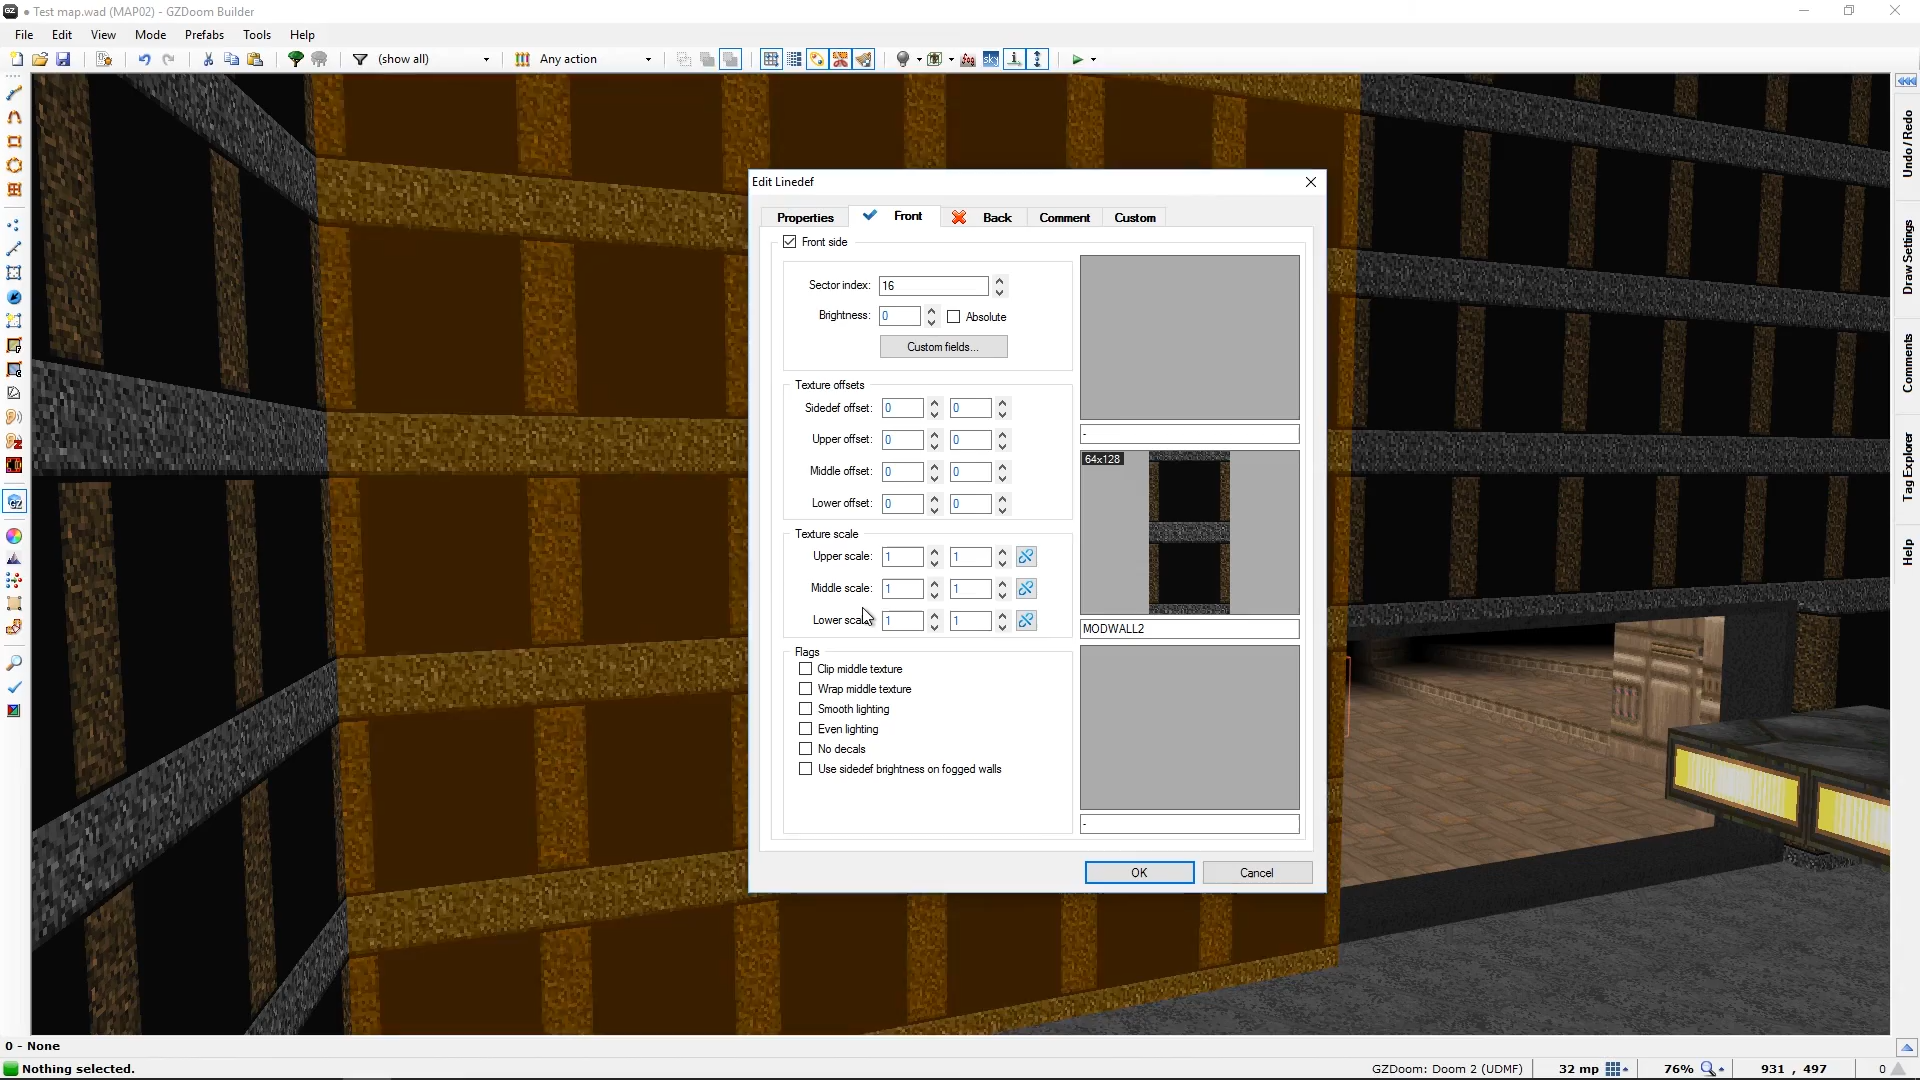 Test map.wad (MAP02) - GZDoom Builder
File Edit View Mode Prefabs Tools Help
(show all) Any action
Edit Linedef
Properties Front Back Comment Custom
Front side
Sector index: 16
Brightness: 0 Absolute
Custom fields...
Texture offsets
Sidedef offset: 0 0
Upper offset: 0 0
Middle offset: 0 0
Lower offset: 0 0
Texture scale
Upper scale: 1 1
Middle scale: 1 1
Lower scale: 1 1
Flags
Clip middle texture
Wrap middle texture
Smooth lighting
Even lighting
No decals
Use sidedef brightness on fogged walls
-
64x128
MODWALL2
-
OK Cancel
Undo / Redo
Draw Settings
Comments
Tag Explorer
Help
0 - None
Nothing selected.
GZDoom: Doom 2 (UDMF) 32 mp 76% 931 , 497 0